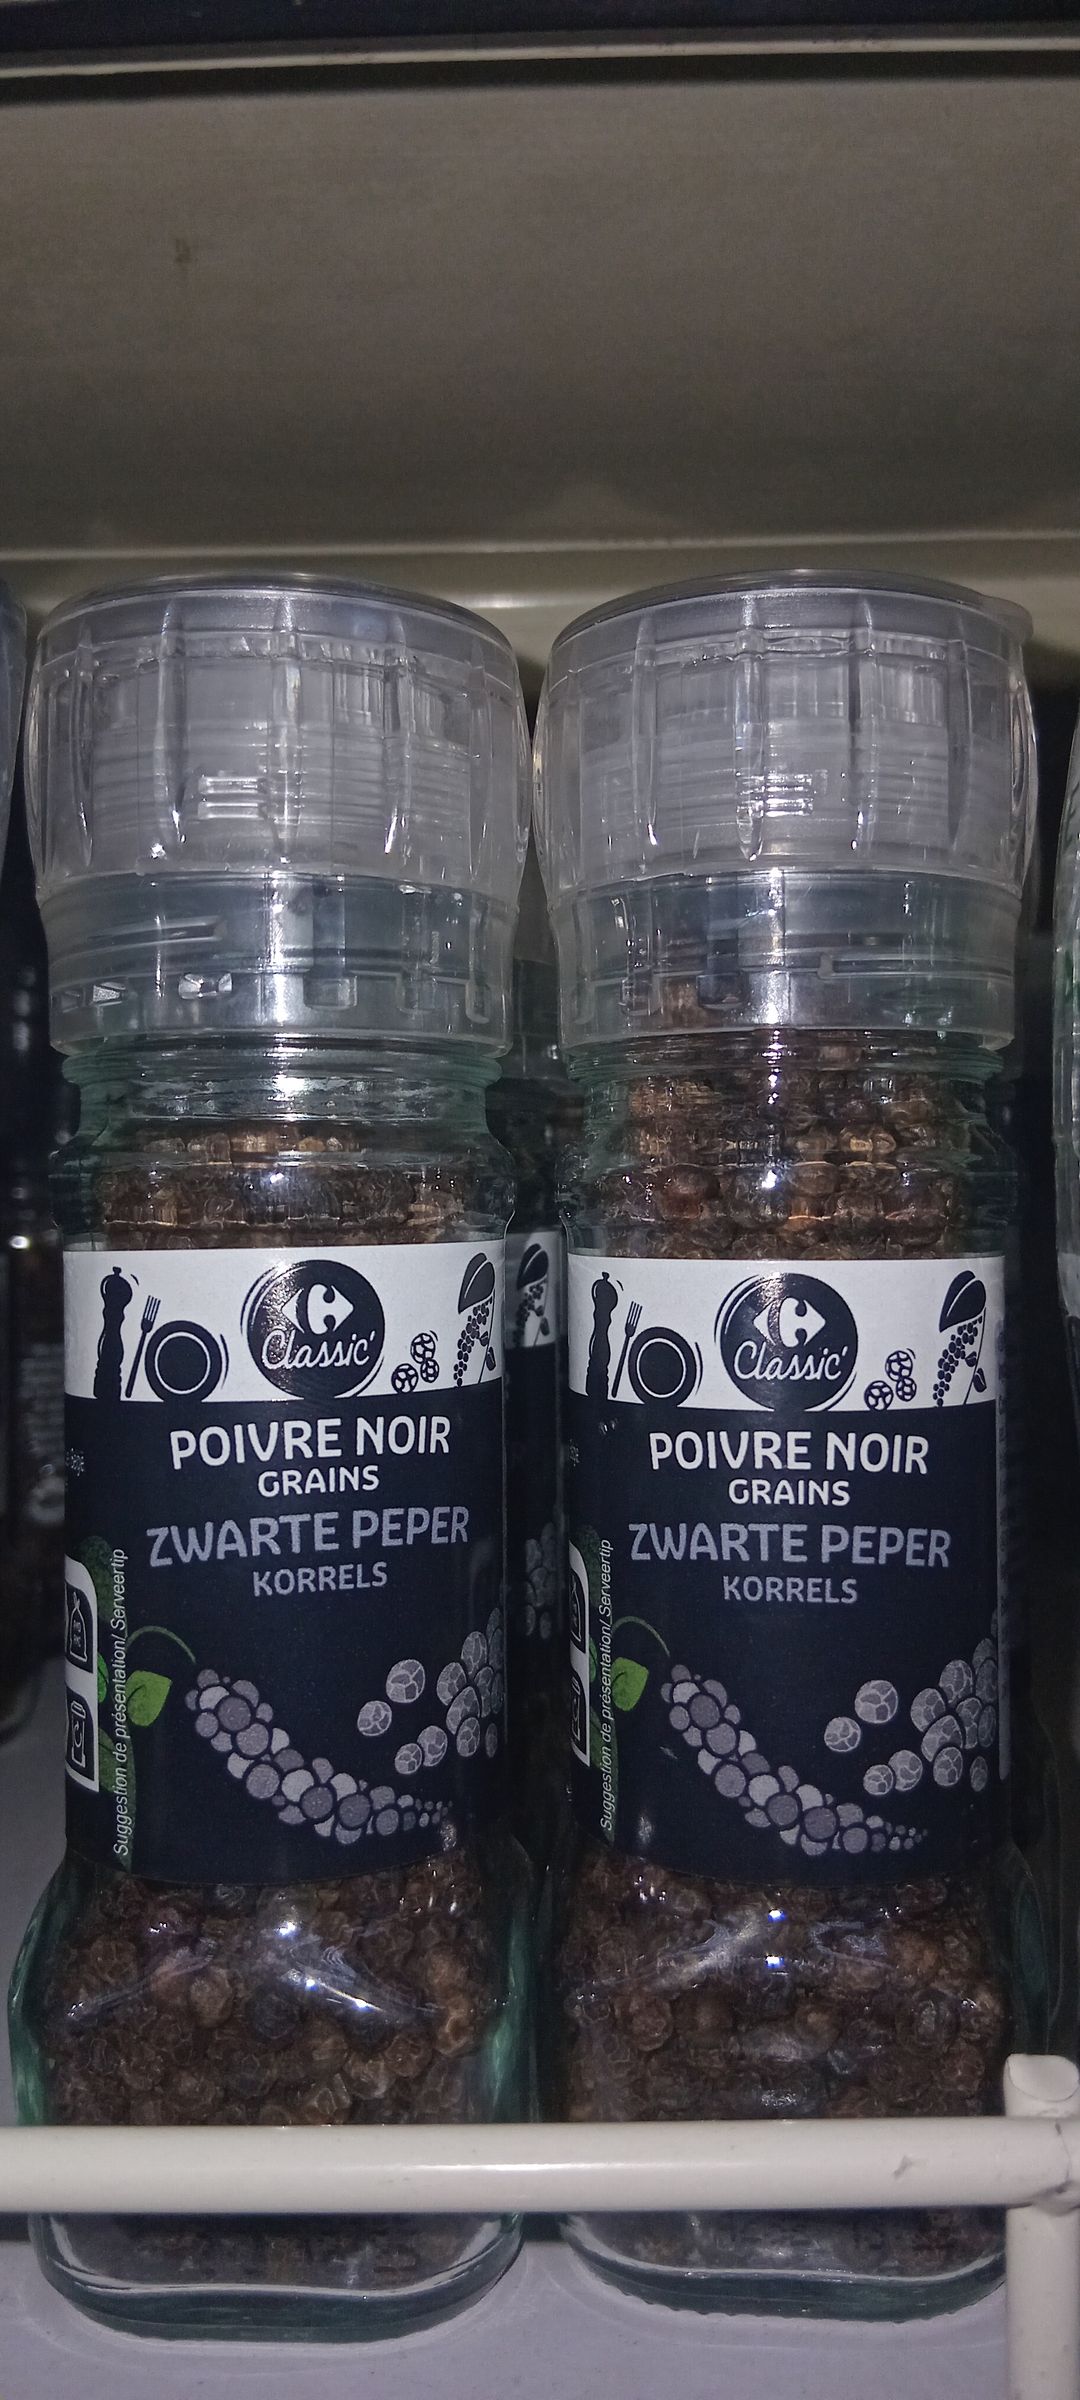 Classic'
POIVRE NOIR
GRAINS
ZWARTE PEPER
KORRELS
Suggestion de présentation/ Serveertip
Classic'
POIVRE NOIR
GRAINS
ZWARTE PEPER
KORRELS
Suggestion de présentation/ Serveertip